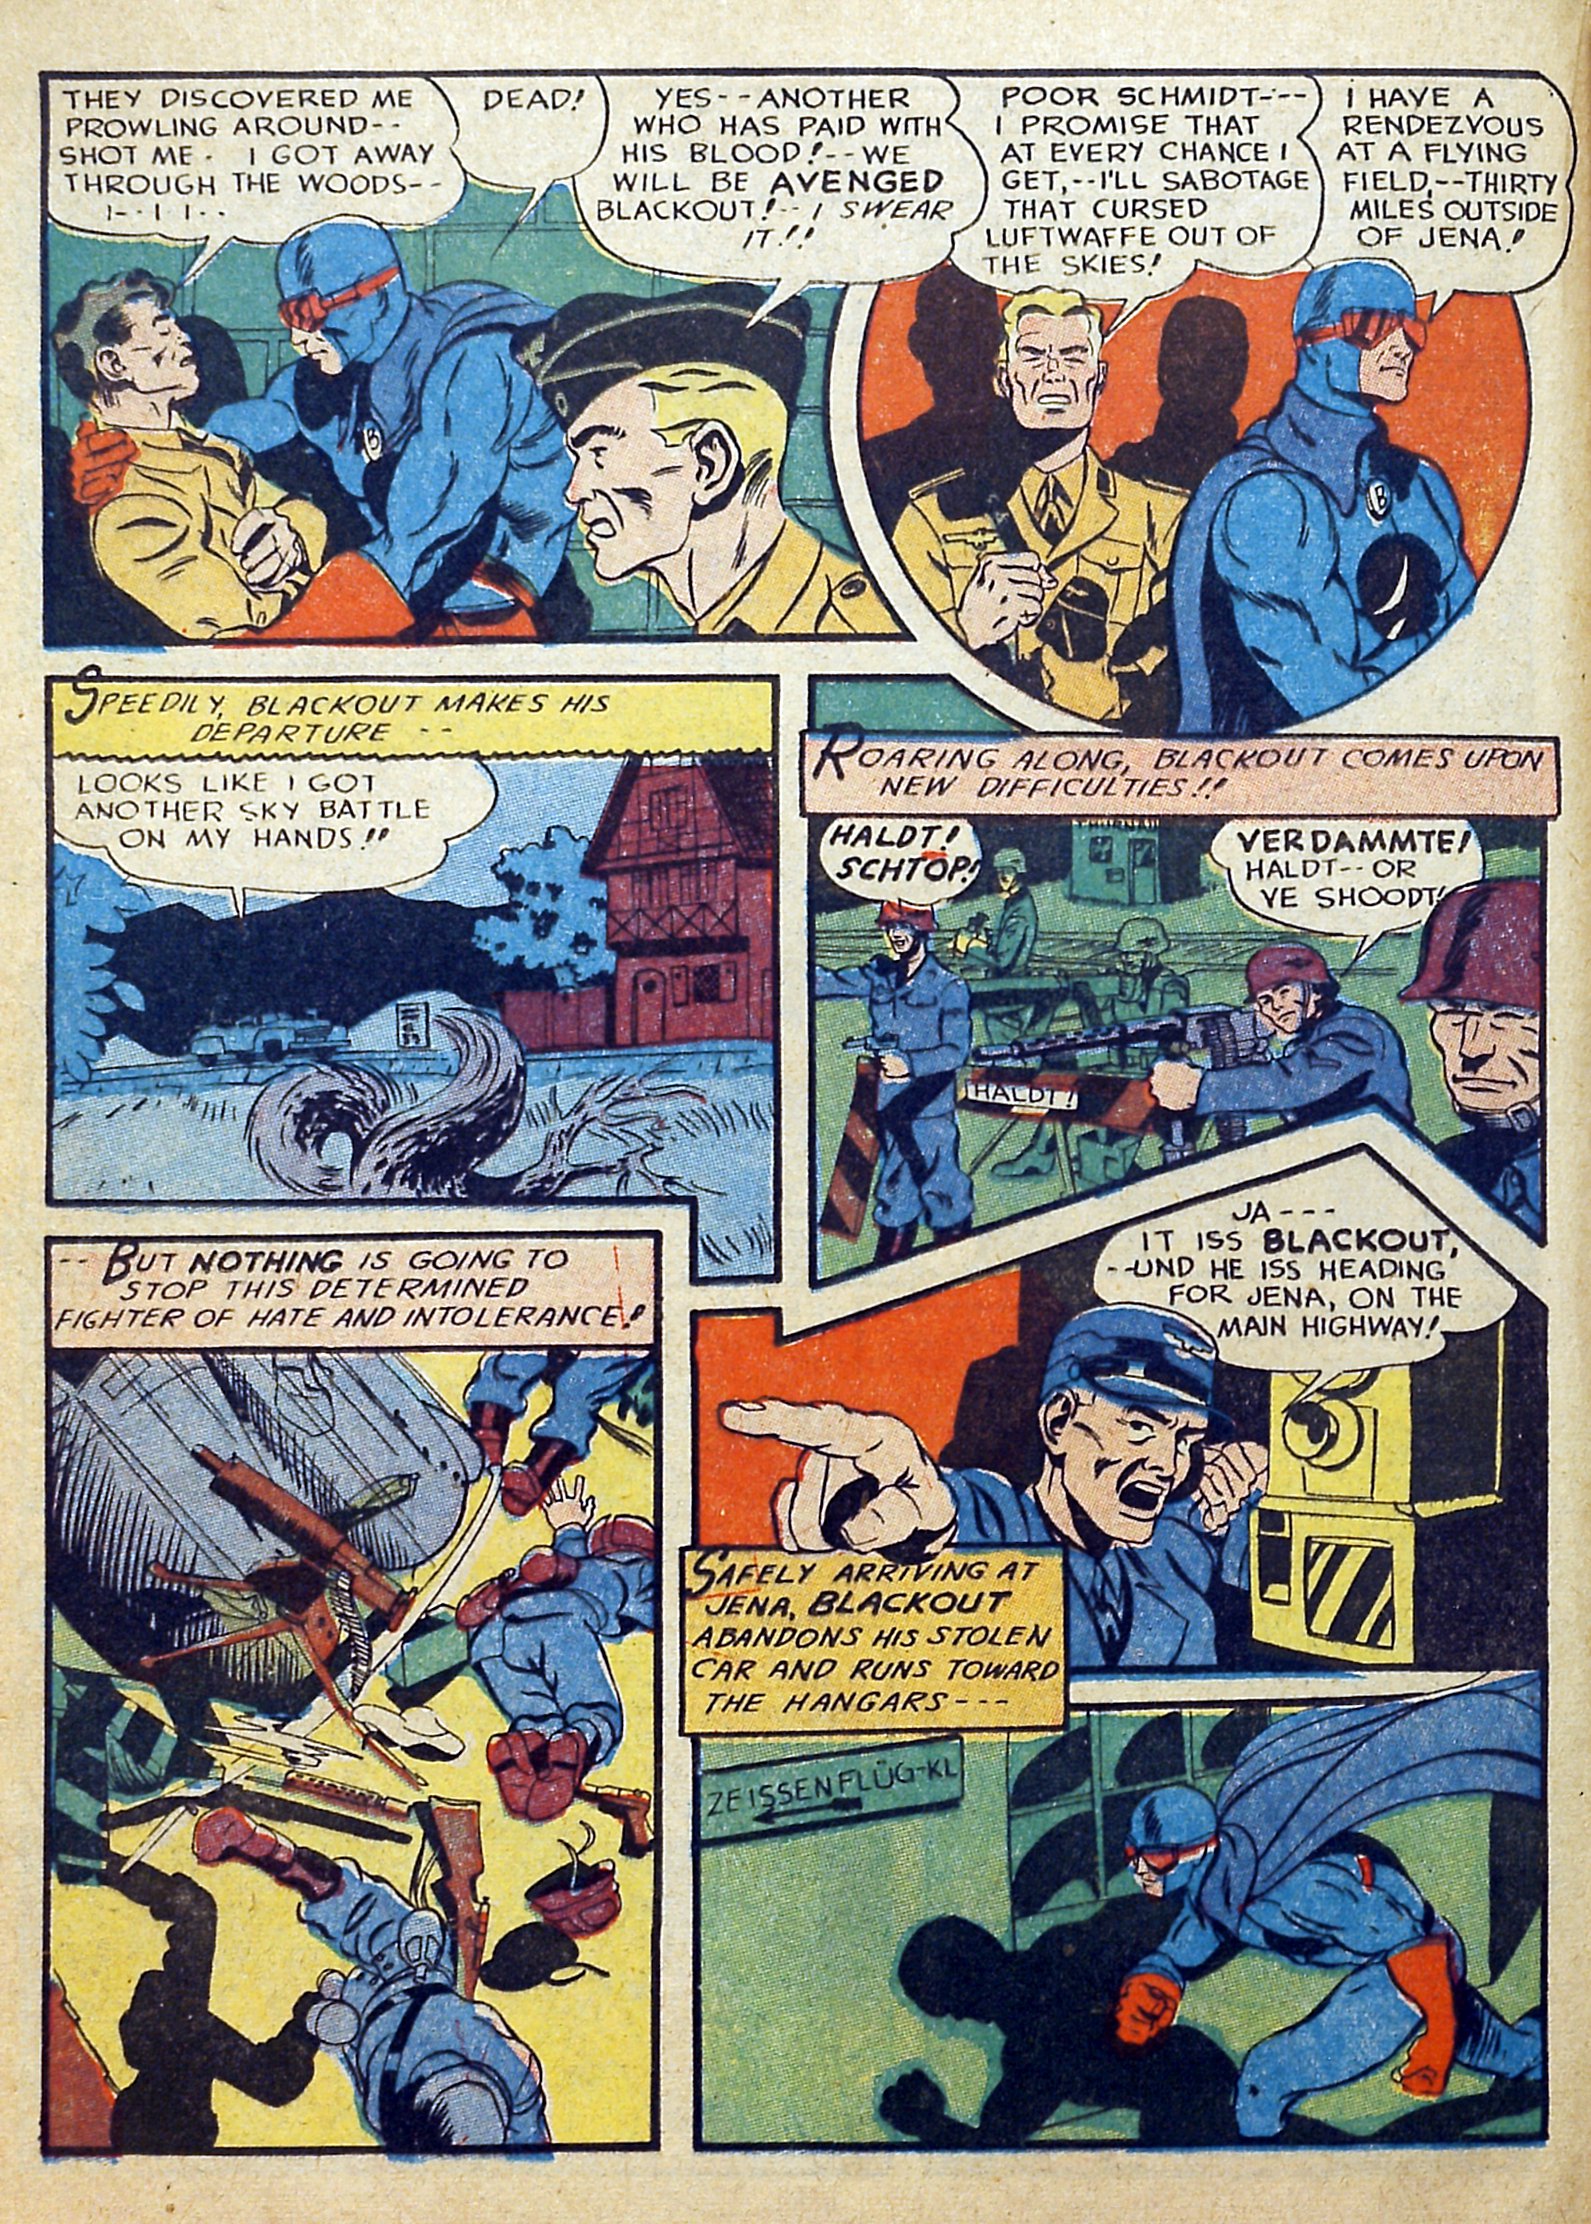 THEY DISCOVERED ME
PROWLING AROUND--
SHOT ME- I GOT AWAY
THROUGH THE WOODS--
I--I-I--
DEAD!
YES--ANOTHER
WHO HAS PAID WITH
HIS BLOOD!--WE
WILL BE AVENGED
BLACKOUT!--I SWEAR
IT!!!
B
POOR SCHMIDT----
I PROMISE THAT
AT EVERY CHANCE I
GET,--I'LL SABOTAGE
THAT CURSED
LUFTWAFFE OUT OF
THE SKIES!
I HAVE A
RENDEZVOUS
AT A FLYING
FIELD,--THIRTY
MILES OUTSIDE
OF JENA!
B
SPEEDILY, BLACKOUT MAKES HIS
DEPARTURE --
LOOKS LIKE I GOT
ANOTHER SKY BATTLE
ON MY HANDS!!
ROARING ALONG, BLACKOUT COMES UPON
NEW DIFFICULTIES!!
HALDT!
SCHTOP!
VERDAMMTE!
HALDT--OR
VE SHOODT!
HALDT!
--BUT NOTHING IS GOING TO
STOP THIS DETERMINED
FIGHTER OF HATE AND INTOLERANCE!
JA---
IT ISS BLACKOUT,
--UND HE ISS HEADING
FOR JENA, ON THE
MAIN HIGHWAY!
SAFELY ARRIVING AT
JENA, BLACKOUT
ABANDONS HIS STOLEN
CAR AND RUNS TOWARD
THE HANGARS---
ZEISSENFLÜG-KL